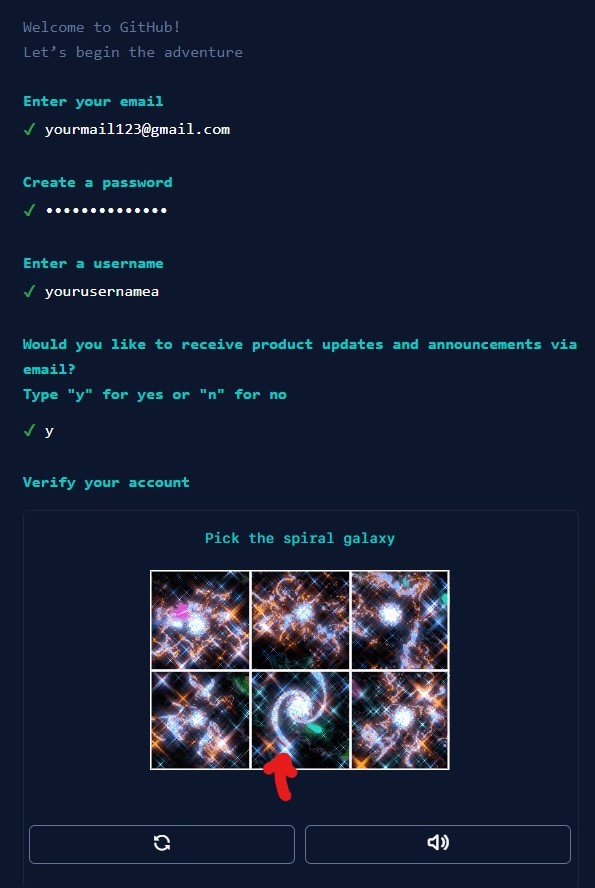 Welcome to GitHub!
Let’s begin the adventure
Enter your email
✓ yourmail123@gmail.com
Create a password
✓ ••••••••••••••
Enter a username
✓ yourusernamea
Would you like to receive product updates and announcements via
email?
Type "y" for yes or "n" for no
✓ y
Verify your account
Pick the spiral galaxy